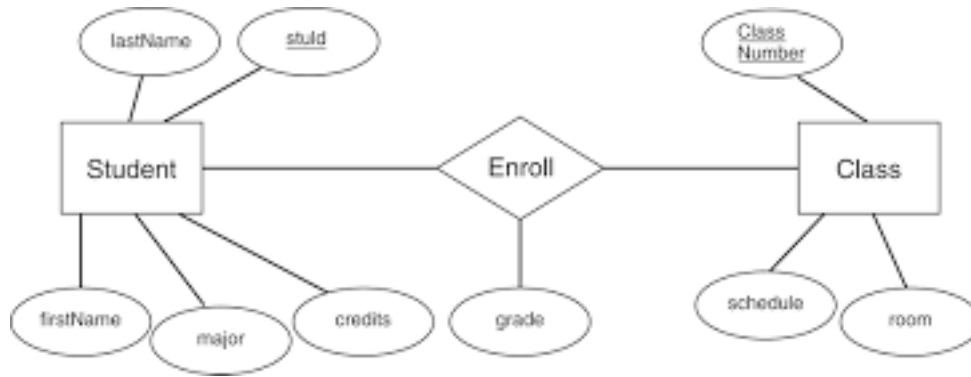 lastName
stuId
Class
Number
Student
Enroll
Class
firstName
major
credits
grade
schedule
room